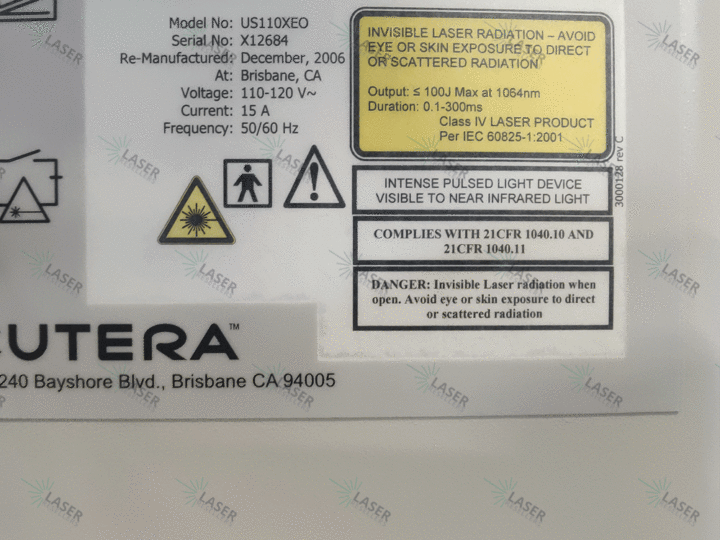 Model No: US110XEO
Serial No: X12684
Re-Manufactured: December, 2006
At: Brisbane, CA
Voltage: 110-120 V~
Current: 15 A
Frequency: 50/60 Hz
INVISIBLE LASER RADIATION – AVOID
EYE OR SKIN EXPOSURE TO DIRECT
OR SCATTERED RADIATION
Output: ≤ 100J Max at 1064nm
Duration: 0.1-300ms
Class IV LASER PRODUCT
Per IEC 60825-1:2001
INTENSE PULSED LIGHT DEVICE
VISIBLE TO NEAR INFRARED LIGHT
COMPLIES WITH 21CFR 1040.10 AND
21CFR 1040.11
DANGER: Invisible Laser radiation when
open. Avoid eye or skin exposure to direct
or scattered radiation
3000128 rev C
CUTERA™
240 Bayshore Blvd., Brisbane CA 94005
LASER